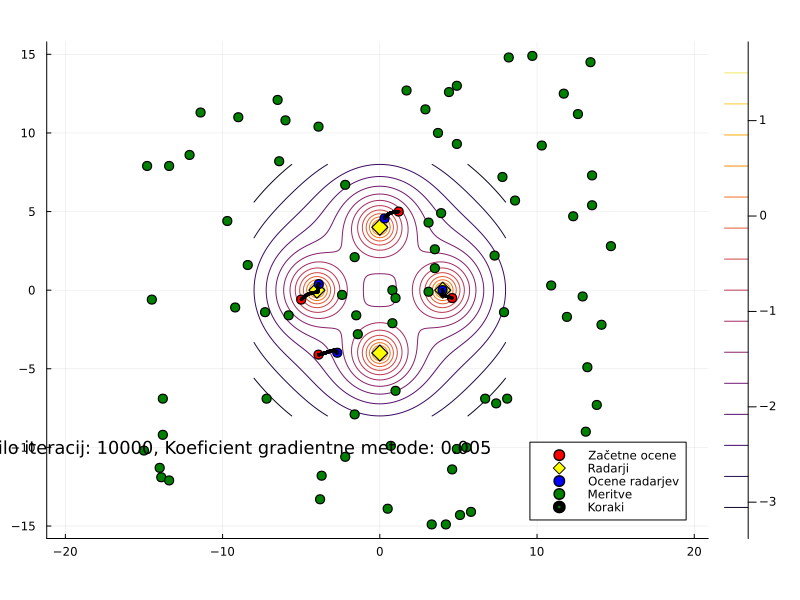 15
10
5
0
−5
−10
−15
−20
−10
0
10
20
1
0
−1
−2
−3
iteracij: 10000, Koeficient gradientne metode: 0.005
Začetne ocene
Radarji
Ocene radarjev
Meritve
Koraki